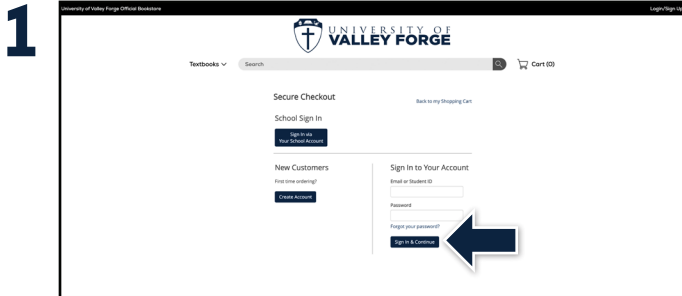 1
University of Valley Forge Official Bookstore
Login/Sign Up
UNIVERSITY OF
VALLEY FORGE
Textbooks
Search
Cart (0)
Secure Checkout
Back to my Shopping Cart
School Sign In
Sign In via
Your School Account
New Customers
First time ordering?
Create Account
Sign In to Your Account
Email or Student ID
Password
Forgot your password?
Sign In & Continue